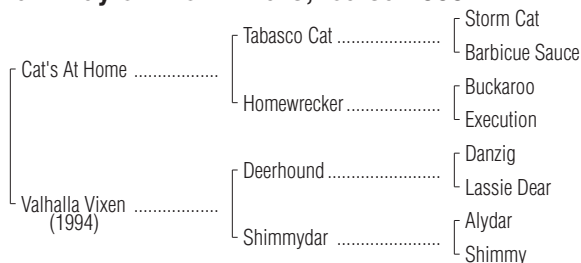 Tabasco Cat ....................
Storm Cat
Barbicue Sauce
Cat's At Home .................
Homewrecker ...................
Buckaroo
Execution
Deerhound .......................
Danzig
Lassie Dear
Valhalla Vixen .................
(1994)
Shimmydar .....................
Alydar
Shimmy